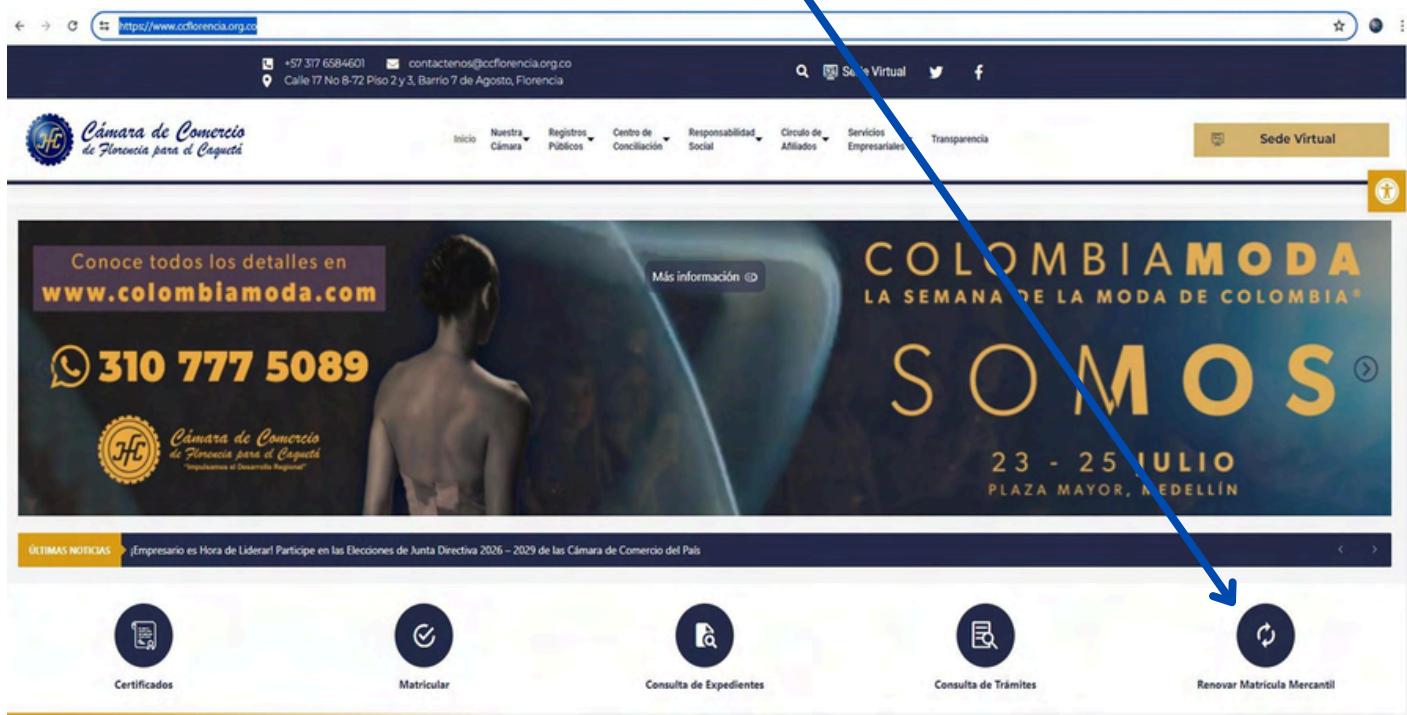 https://www.ccflorencia.org.co
+57 317 6584601 contactenos@ccflorencia.org.co
Calle 17 No 8-72 Piso 2 y 3, Barrio 7 de Agosto, Florencia
Sede Virtual
Cámara de Comercio
de Florencia para el Caquetá
Inicio
Nuestra
Cámara
Registros
Públicos
Centro de
Conciliación
Responsabilidad
Social
Circulo de
Afiliados
Servicios
Empresariales
Transparencia
Sede Virtual
Conoce todos los detalles en
www.colombiamoda.com
310 777 5089
Cámara de Comercio
de Florencia para el Caquetá
"Impulsamos el Desarrollo Regional"
Más información
COLOMBIAMODA
LA SEMANA DE LA MODA DE COLOMBIA®
SOMOS
23 - 25 JULIO
PLAZA MAYOR, MEDELLÍN
ÚLTIMAS NOTICIAS ¡Empresario es Hora de Liderar! Participe en las Elecciones de Junta Directiva 2026 – 2029 de las Cámara de Comercio del País
Certificados
Matricular
Consulta de Expedientes
Consulta de Trámites
Renovar Matrícula Mercantil